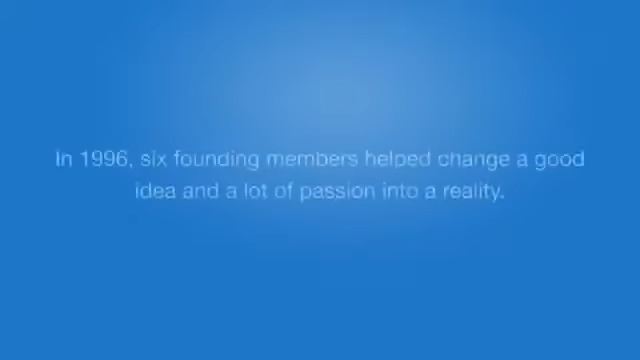 In 1996, six founding members helped change a good
idea and a lot of passion into a reality.